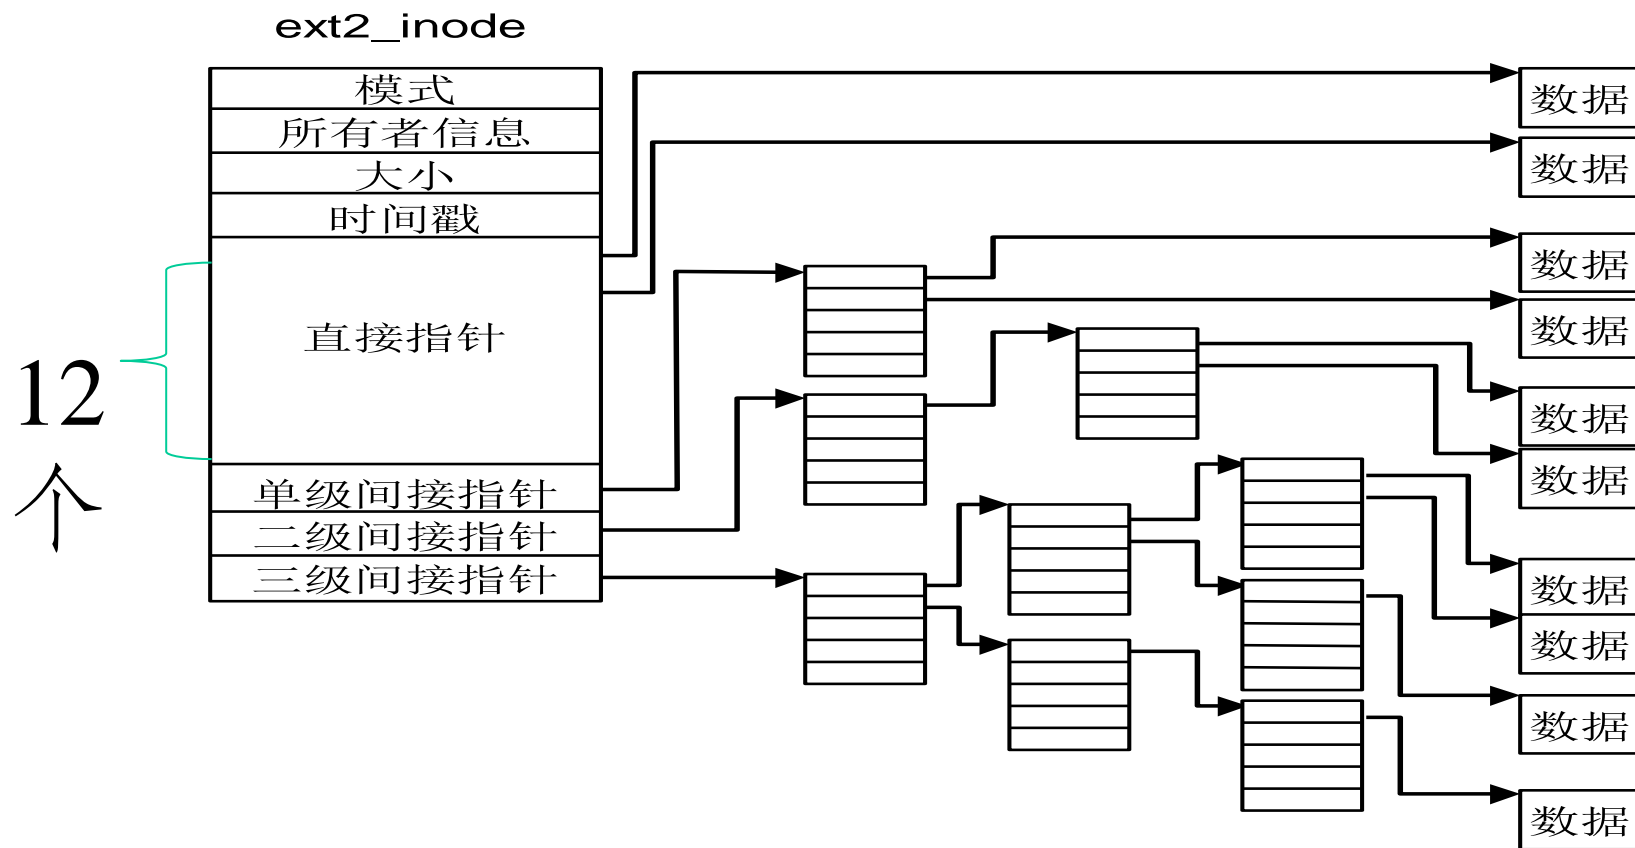 ext2_inode
模式
所有者信息
大小
时间戳
直接指针
单级间接指针
二级间接指针
三级间接指针
12
个
数据
数据
数据
数据
数据
数据
数据
数据
数据
数据